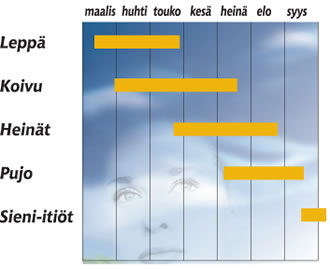 maalis huhti touko kesä heinä elo syys
Leppä
Koivu
Heinät
Pujo
Sieni-itiöt